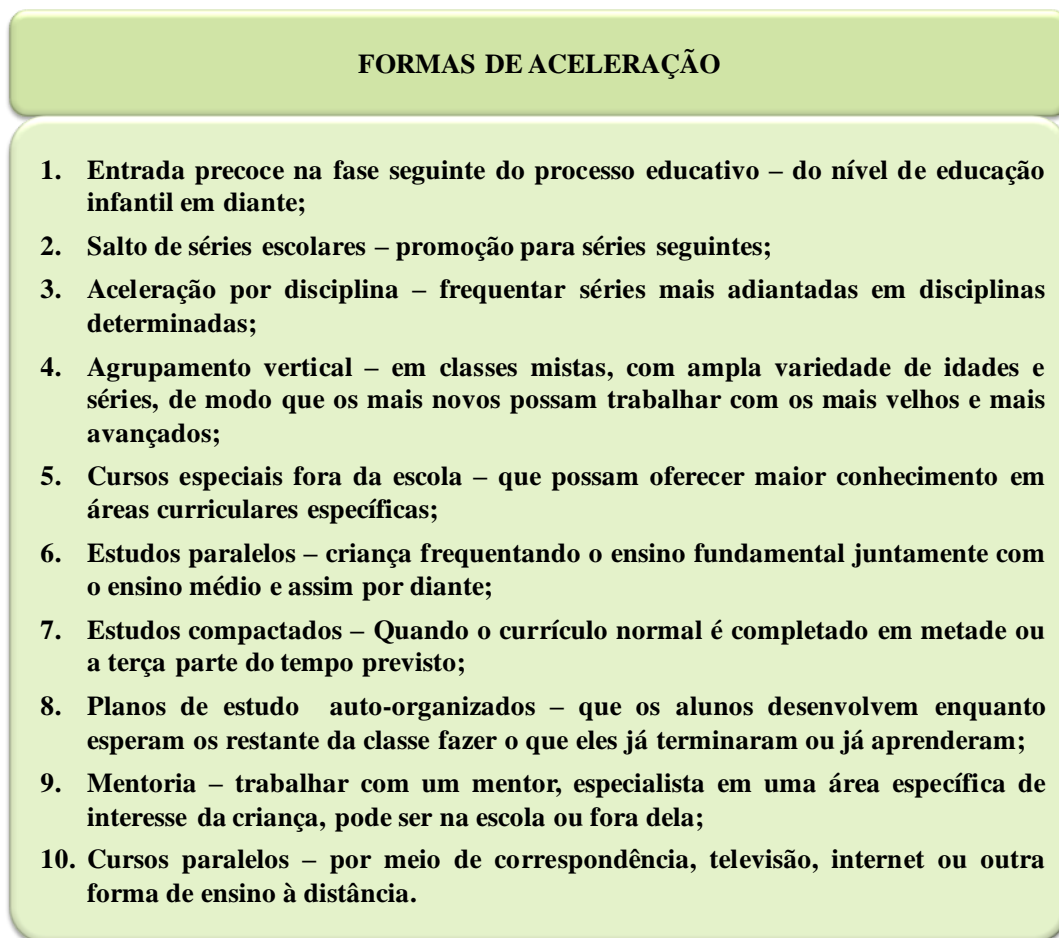 FORMAS DE ACELERAÇÃO
1. Entrada precoce na fase seguinte do processo educativo – do nível de educação
infantil em diante;
2. Salto de séries escolares – promoção para séries seguintes;
3. Aceleração por disciplina – frequentar séries mais adiantadas em disciplinas
determinadas;
4. Agrupamento vertical – em classes mistas, com ampla variedade de idades e
séries, de modo que os mais novos possam trabalhar com os mais velhos e mais
avançados;
5. Cursos especiais fora da escola – que possam oferecer maior conhecimento em
áreas curriculares específicas;
6. Estudos paralelos – criança frequentando o ensino fundamental juntamente com
o ensino médio e assim por diante;
7. Estudos compactados – Quando o currículo normal é completado em metade ou
a terça parte do tempo previsto;
8. Planos de estudo auto-organizados – que os alunos desenvolvem enquanto
esperam os restante da classe fazer o que eles já terminaram ou já aprenderam;
9. Mentoria – trabalhar com um mentor, especialista em uma área específica de
interesse da criança, pode ser na escola ou fora dela;
10. Cursos paralelos – por meio de correspondência, televisão, internet ou outra
forma de ensino à distância.